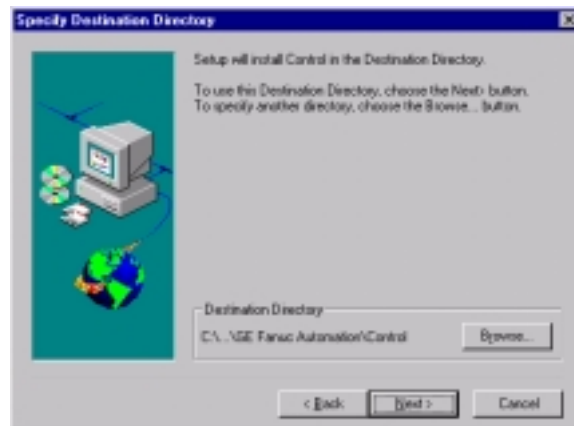 Specify Destination Directory
Setup will install Control in the Destination Directory.
To use this Destination Directory, choose the Next> button.
To specify another directory, choose the Browse... button.
Destination Directory
C:\...\GE Fanuc Automation\Control
Browse...
< Back
Next >
Cancel